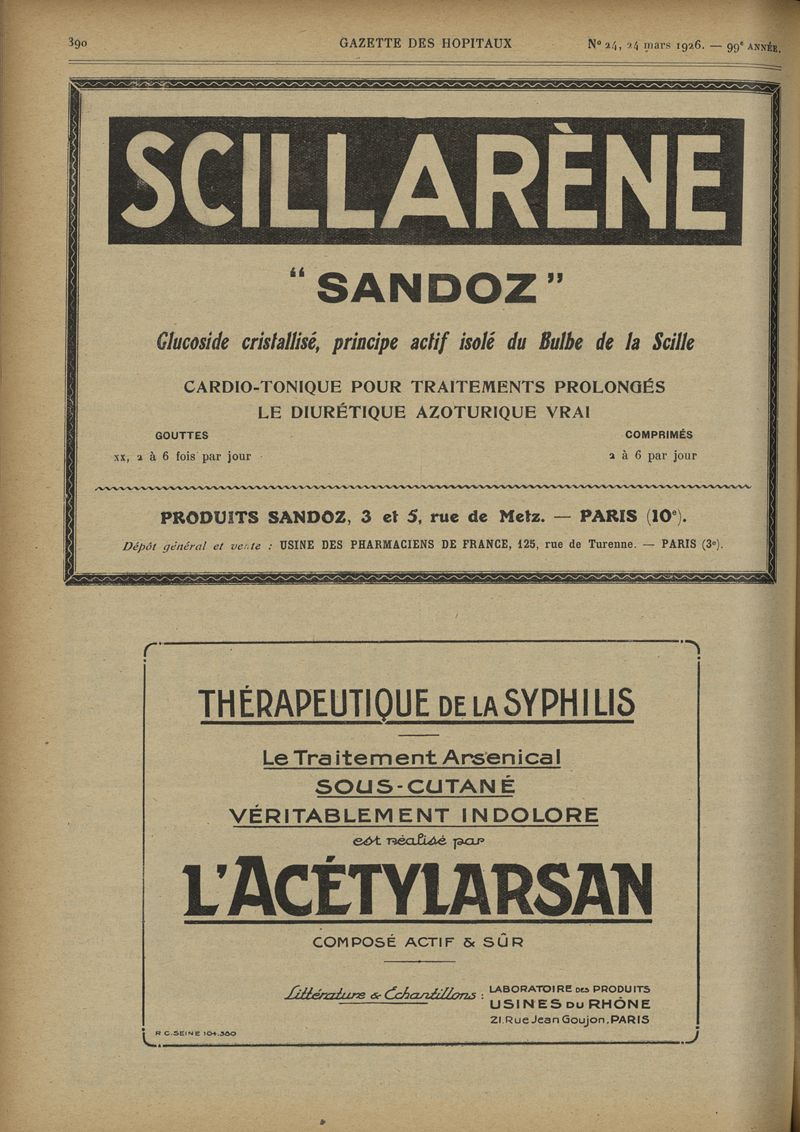 390 GAZETTE DES HOPITAUX N° 24, 24 mars 1926. — 99e ANNÉE.
SCILLARÈNE
“ SANDOZ ”
Glucoside cristallisé, principe actif isolé du Bulbe de la Scille
CARDIO-TONIQUE POUR TRAITEMENTS PROLONGÉS
LE DIURÉTIQUE AZOTURIQUE VRAI
GOUTTES COMPRIMÉS
xx, 2 à 6 fois par jour 2 à 6 par jour
PRODUITS SANDOZ, 3 et 5, rue de Metz. — PARIS (10e).
Dépôt général et vente : USINE DES PHARMACIENS DE FRANCE, 125, rue de Turenne. — PARIS (3e).
THÉRAPEUTIQUE DE LA SYPHILIS
Le Traitement Arsenical
SOUS-CUTANÉ
VÉRITABLEMENT INDOLORE
est réalisé par
L'ACÉTYLARSAN
COMPOSÉ ACTIF & SÛR
Littérature & Échantillons : LABORATOIRE DES PRODUITS
USINES DU RHÔNE
21, Rue Jean Goujon, PARIS
R.C. SEINE 104.380